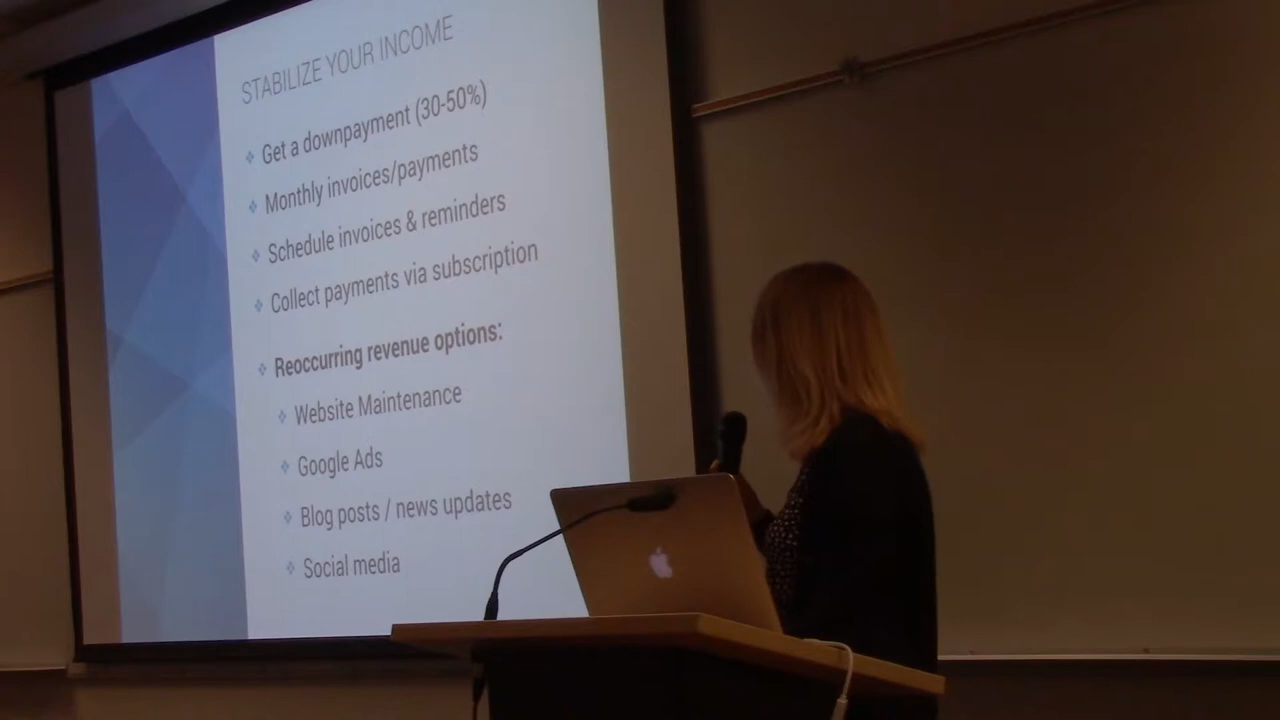 STABILIZE YOUR INCOME
Get a downpayment (30-50%)
Monthly invoices/payments
Schedule invoices & reminders
Collect payments via subscription
Reoccurring revenue options:
Website Maintenance
Google Ads
Blog posts / news updates
Social media